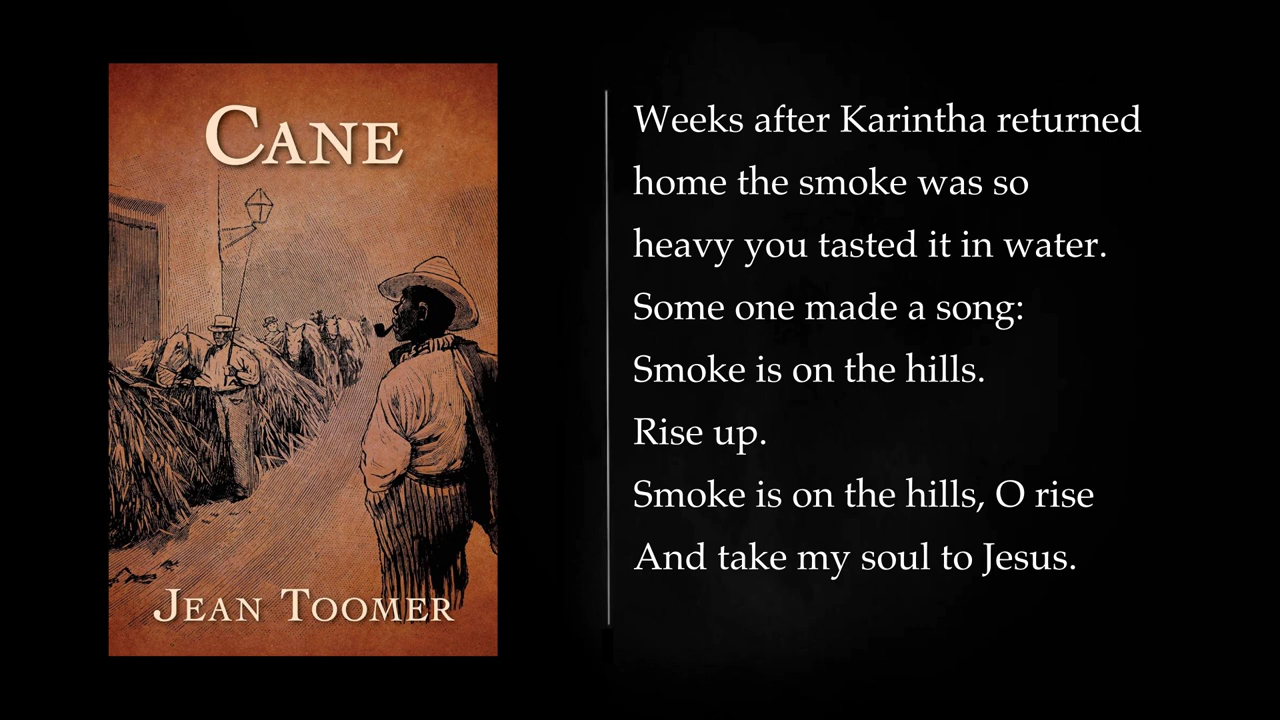 CANE
JEAN TOOMER
Weeks after Karintha returned
home the smoke was so
heavy you tasted it in water.
Some one made a song:
Smoke is on the hills.
Rise up.
Smoke is on the hills, O rise
And take my soul to Jesus.